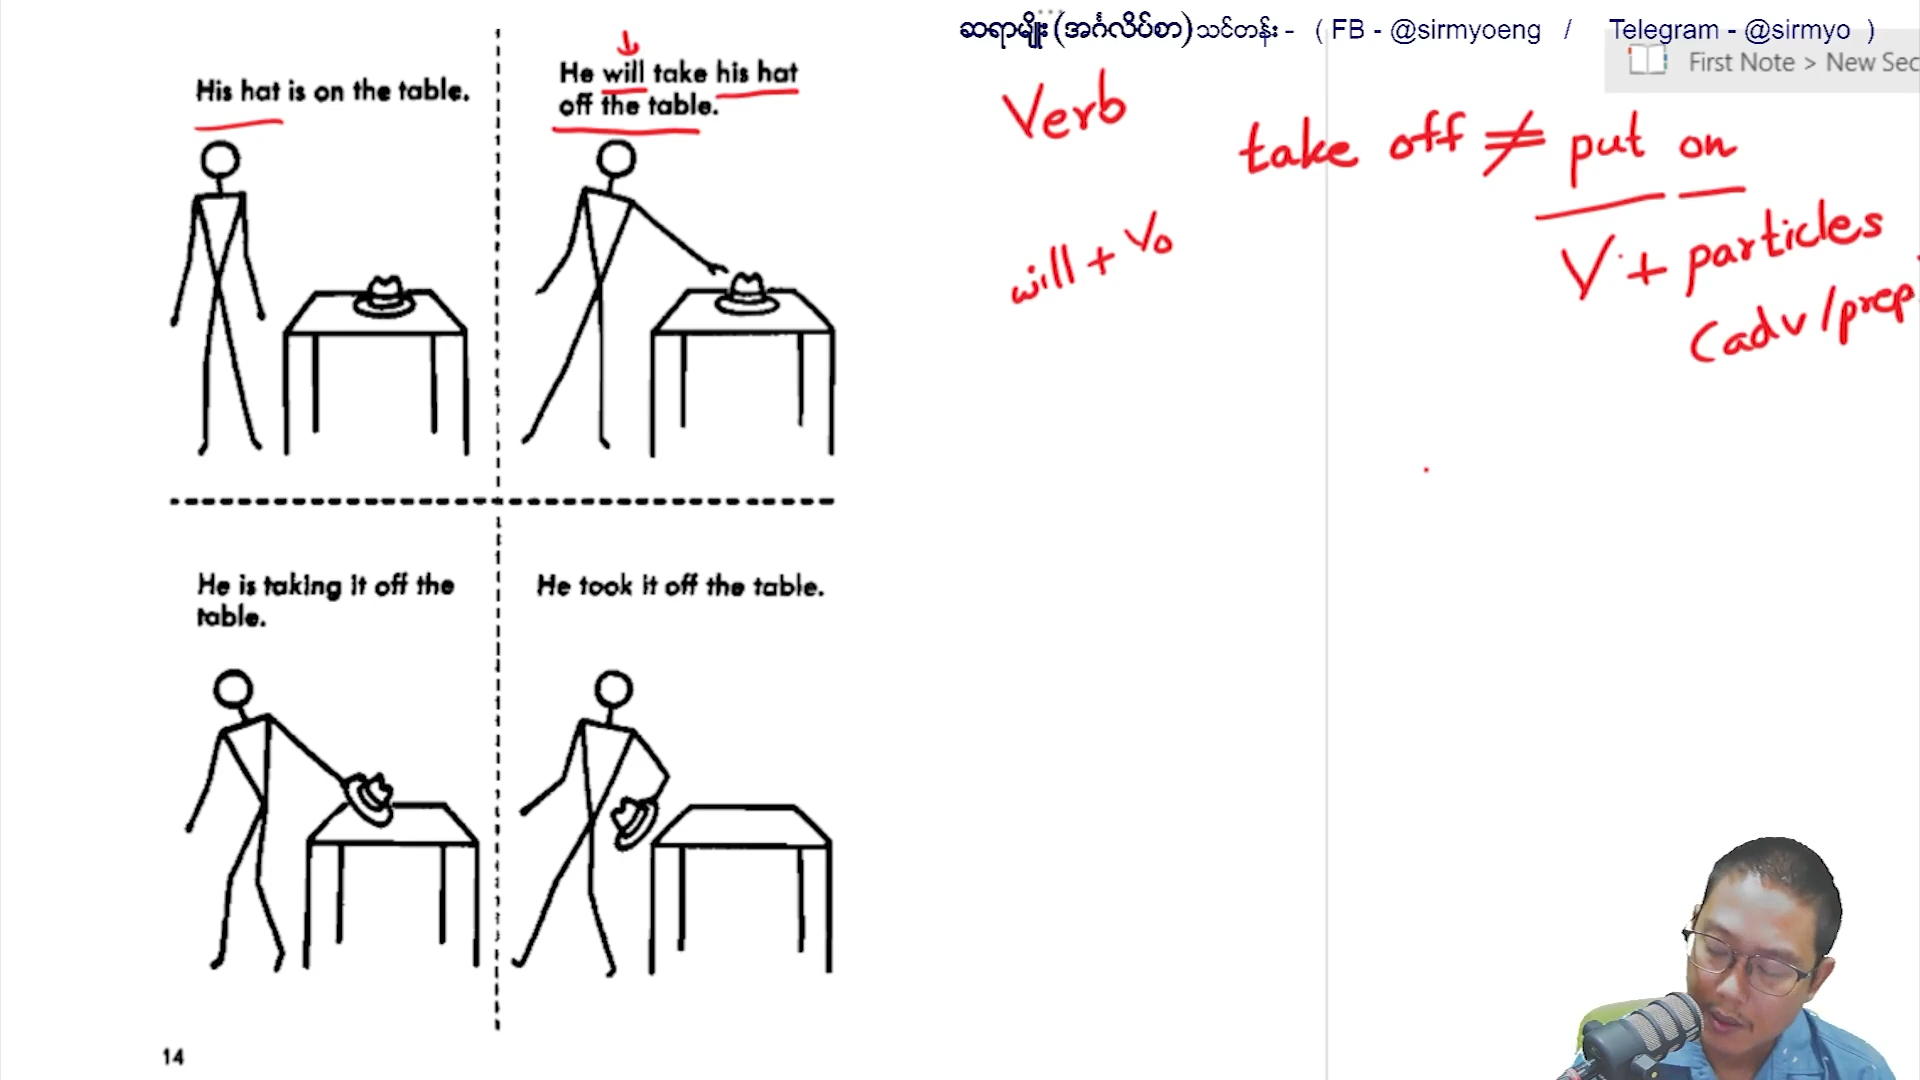 ဆရာမျိုး (အင်္ဂလိပ်စာ) သင်တန်း - ( FB - @sirmyoeng / Telegram - @sirmyo )
First Note > New Sec
His hat is on the table.
He will take his hat
off the table.
Verb
take off ≠ put on
will + V₀
V + particles
(adv/prep
He is taking it off the
table.
He took it off the table.
14